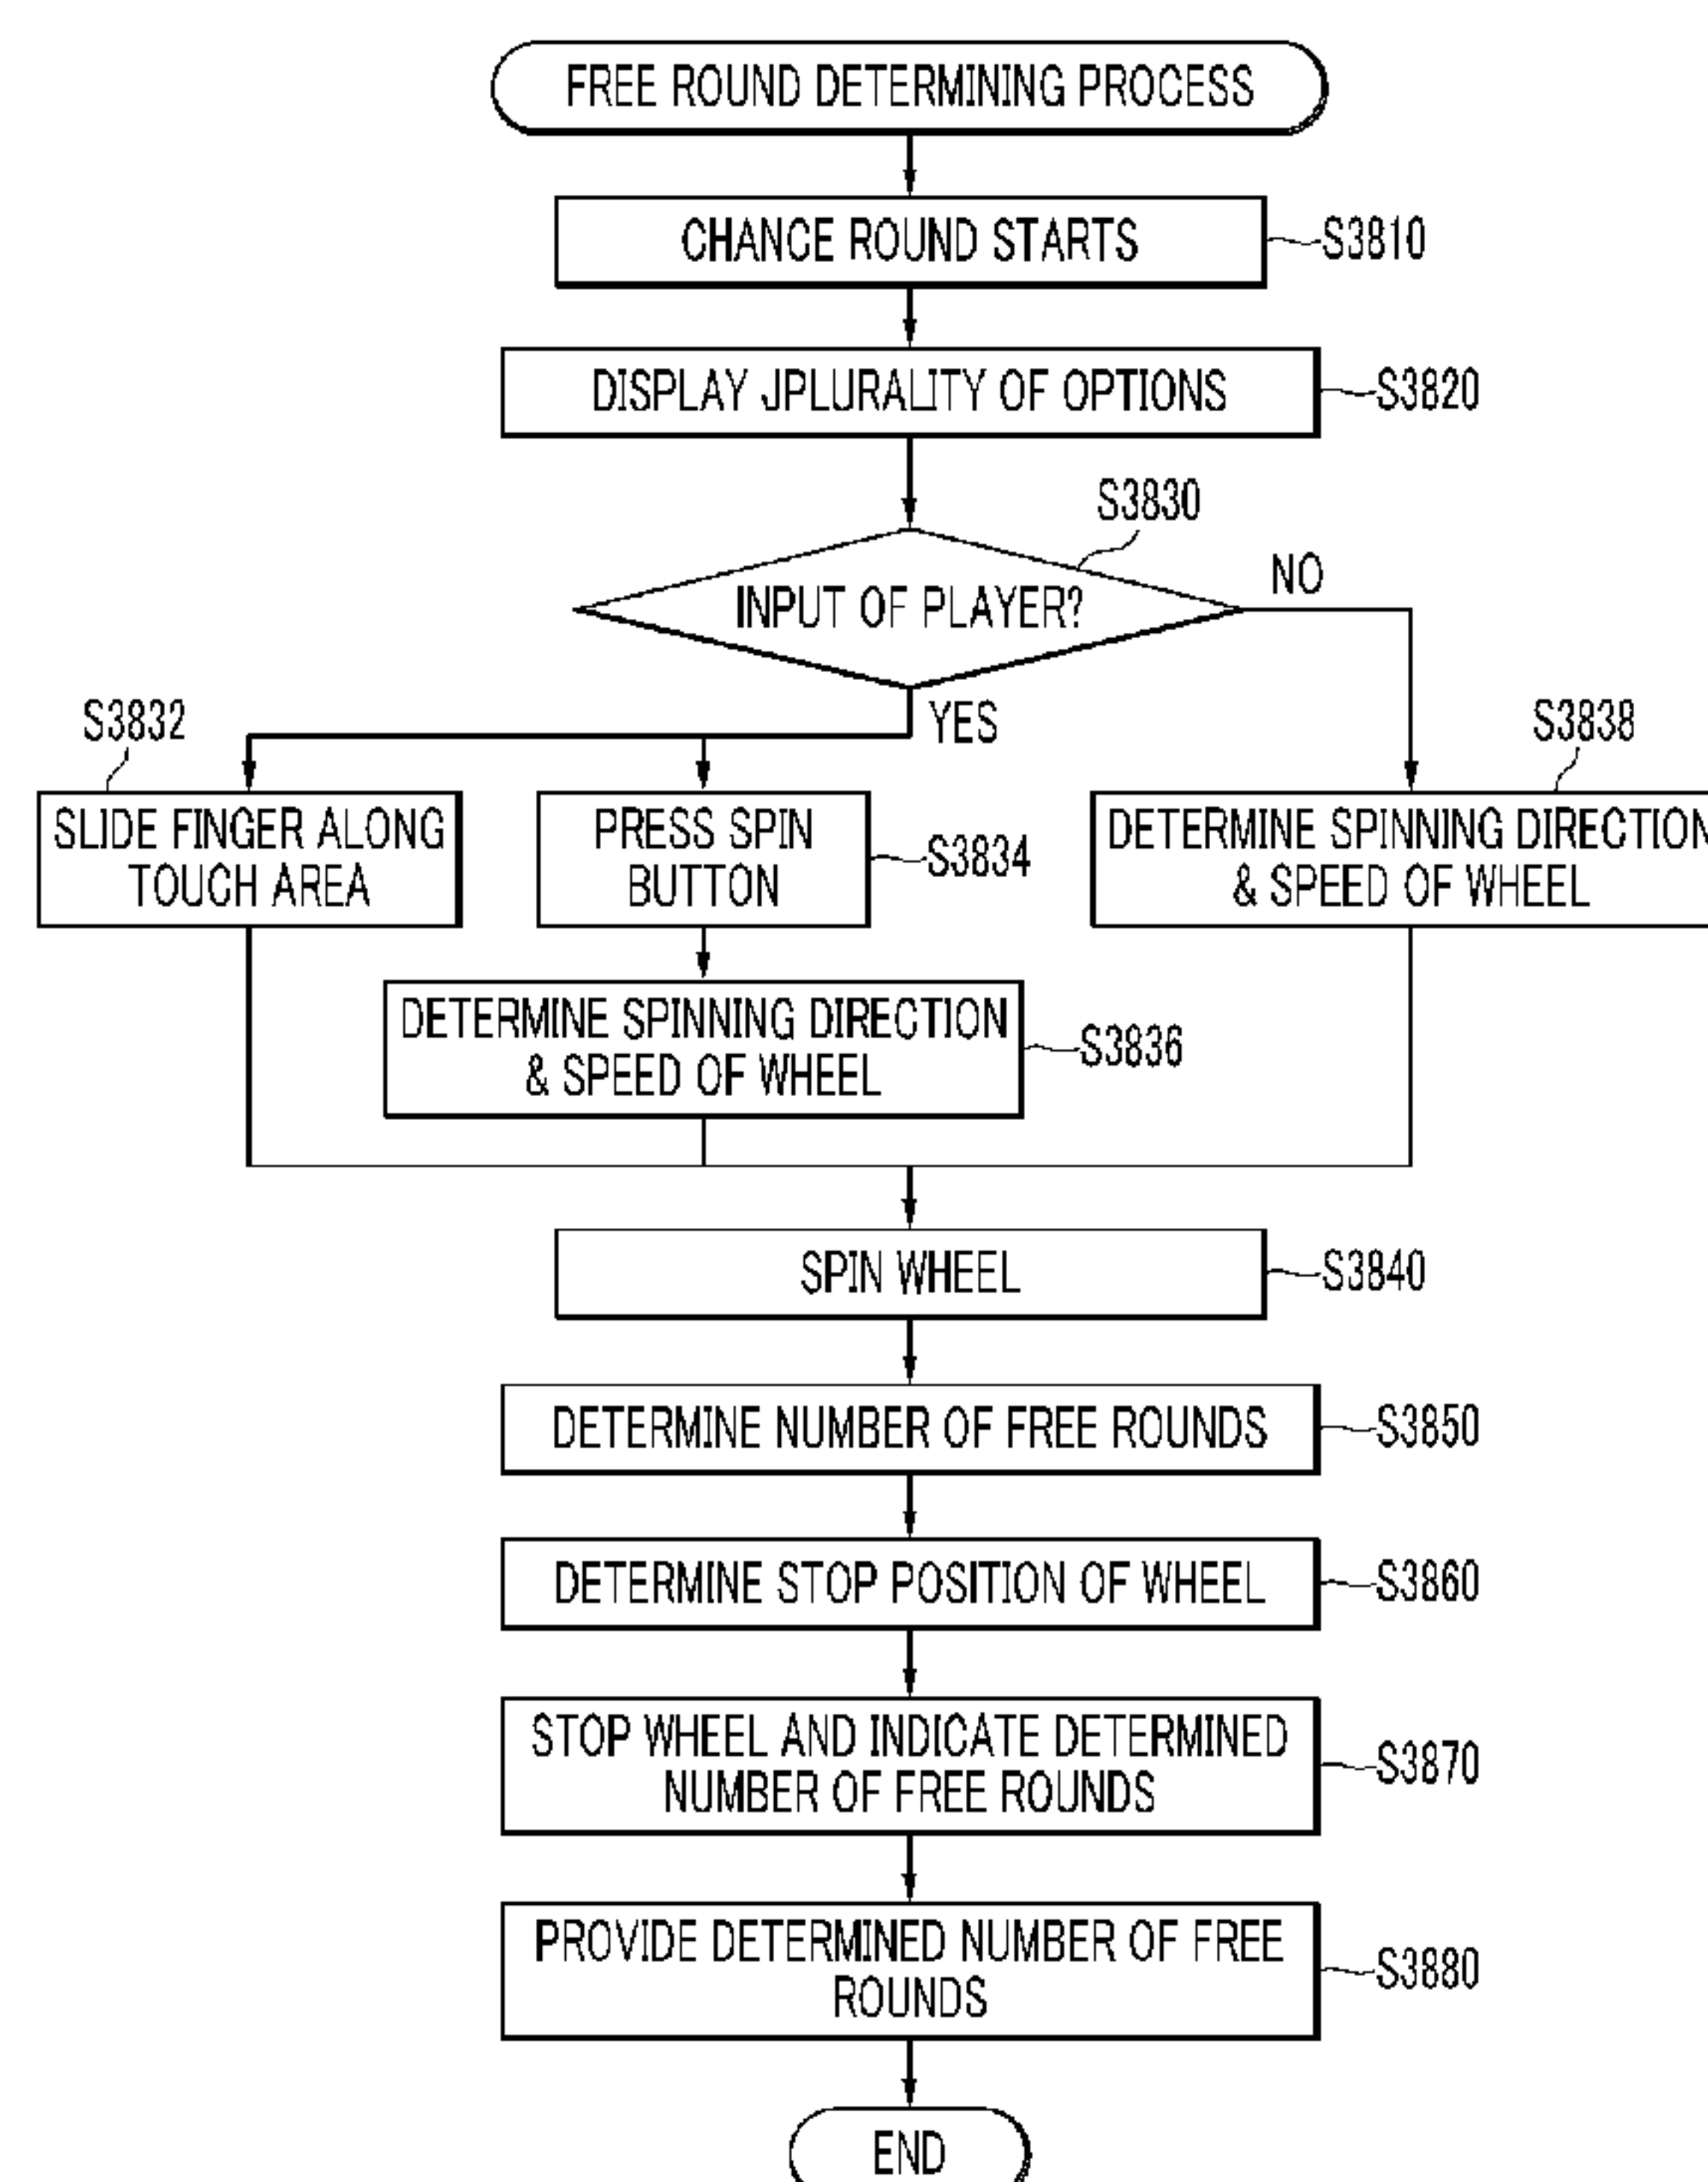 FREE ROUND DETERMINING PROCESS
CHANCE ROUND STARTS
S3810
DISPLAY JPLURALITY OF OPTIONS
S3820
S3830
INPUT OF PLAYER?
NO
YES
S3832
S3838
SLIDE FINGER ALONG
TOUCH AREA
PRESS SPIN
BUTTON
S3834
DETERMINE SPINNING DIRECTION
& SPEED OF WHEEL
DETERMINE SPINNING DIRECTION
& SPEED OF WHEEL
S3836
SPIN WHEEL
S3840
DETERMINE NUMBER OF FREE ROUNDS
S3850
DETERMINE STOP POSITION OF WHEEL
S3860
STOP WHEEL AND INDICATE DETERMINED
NUMBER OF FREE ROUNDS
S3870
PROVIDE DETERMINED NUMBER OF FREE
ROUNDS
S3880
END